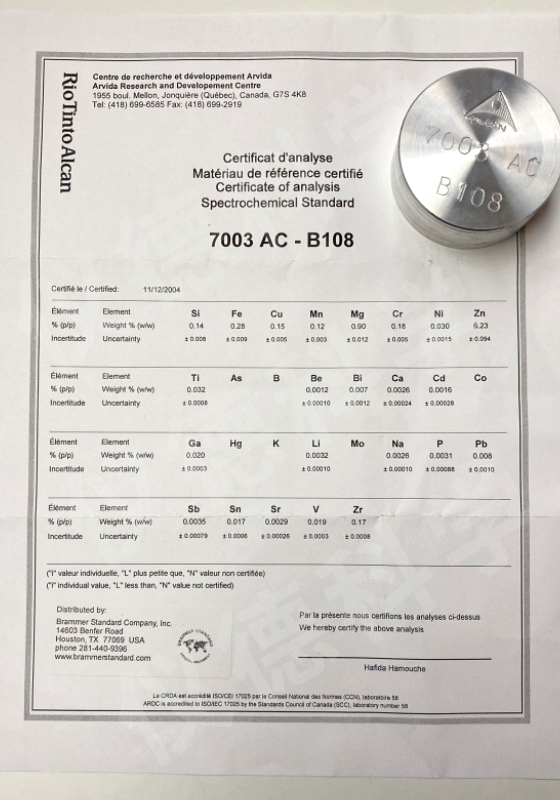 Rio Tinto Alcan
Centre de recherche et développement Arvida
Arvida Research and Developement Centre
1955 boul. Mellon, Jonquière (Québec), Canada, G7S 4K8
Tel: (418) 699-6585 Fax: (418) 699-2919
ALCAN
7003 AC
B108
Certificat d'analyse
Matériau de référence certifié
Certificate of analysis
Spectrochemical Standard
7003 AC - B108
Certifié le / Certified: 11/12/2004
Élément Element Si Fe Cu Mn Mg Cr Ni Zn
% (p/p) Weight % (w/w) 0.14 0.28 0.15 0.12 0.90 0.18 0.030 6.23
Incertitude Uncertainty ± 0.008 ± 0.009 ± 0.005 ± 0.003 ± 0.012 ± 0.005 ± 0.0015 ± 0.094
Élément Element Ti As B Be Bi Ca Cd Co
% (p/p) Weight % (w/w) 0.032 0.0012 0.007 0.0026 0.0016
Incertitude Uncertainty ± 0.0008 ± 0.00010 ± 0.0012 ± 0.00024 ± 0.00028
Élément Element Ga Hg K Li Mo Na P Pb
% (p/p) Weight % (w/w) 0.020 0.0032 0.0026 0.0031 0.008
Incertitude Uncertainty ± 0.0003 ± 0.00010 ± 0.00010 ± 0.00008 ± 0.0010
Élément Element Sb Sn Sr V Zr
% (p/p) Weight % (w/w) 0.0035 0.017 0.0029 0.019 0.17
Incertitude Uncertainty ± 0.00079 ± 0.0006 ± 0.00026 ± 0.0003 ± 0.0008
("I" valeur individuelle, "L" plus petite que, "N" valeur non certifiée)
("I" individual value, "L" less than, "N" value not certified)
Distributed by:
Brammer Standard Company, Inc.
14603 Benfer Road
Houston, TX 77069 USA
phone 281-440-9396
www.brammerstandard.com
BRAMMER STANDARD
Par la présente nous certifions les analyses ci-dessus
We hereby certify the above analysis
Hafida Hamouche
Le CRDA est accrédité ISO/CEI 17025 par le Conseil National des Normes (CCN), laboratoire 58
ARDC is accredited to ISO/IEC 17025 by the Standards Council of Canada (SCC), laboratory number 58